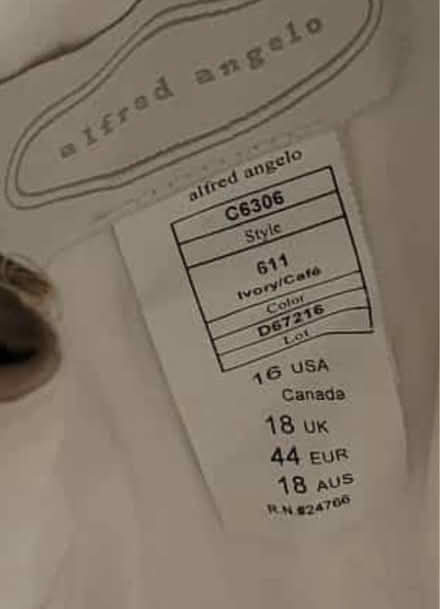 alfred angelo
alfred angelo
C6306
Style
611
Ivory/Café
Color
D67216
Lot
16 USA
Canada
18 UK
44 EUR
18 AUS
R.N.#24766